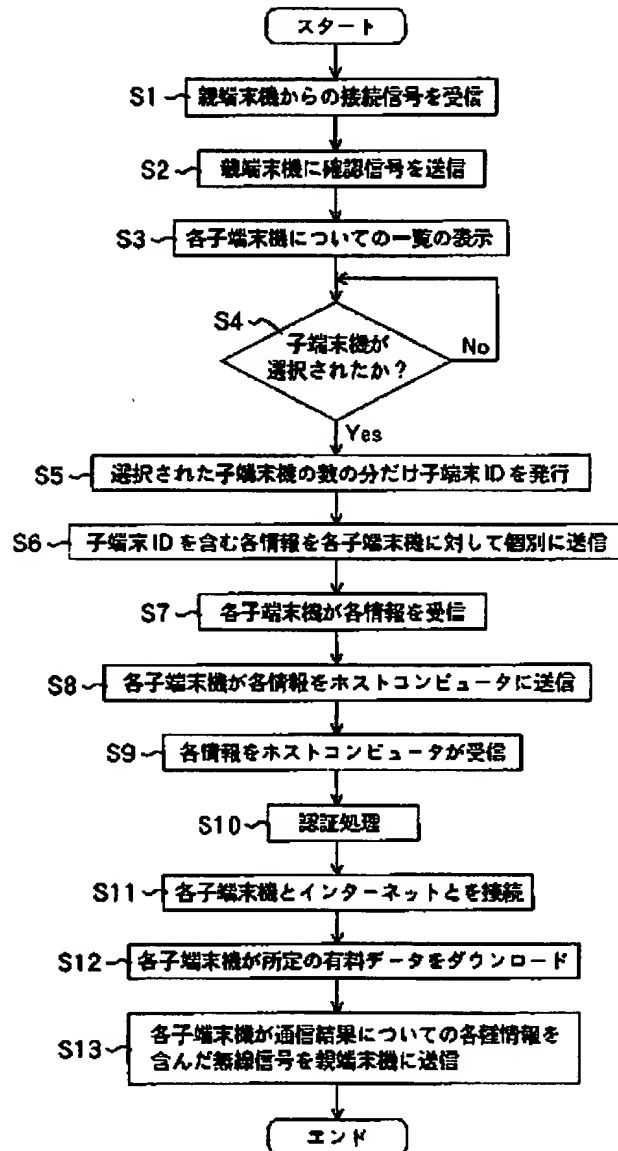 スタート
S1
親端末機からの接続信号を受信
S2
親端末機に確認信号を送信
S3
各子端末機についての一覧の表示
S4
子端末機が
選択されたか?
No
Yes
S5
選択された子端末機の数の分だけ子端末IDを発行
S6
子端末IDを含む各情報を各子端末機に対して個別に送信
S7
各子端末機が各情報を受信
S8
各子端末機が各情報をホストコンピュータに送信
S9
各情報をホストコンピュータが受信
S10
認証処理
S11
各子端末機とインターネットとを接続
S12
各子端末機が所定の有料データをダウンロード
S13
各子端末機が通信結果についての各種情報を
含んだ無線信号を親端末機に送信
エンド